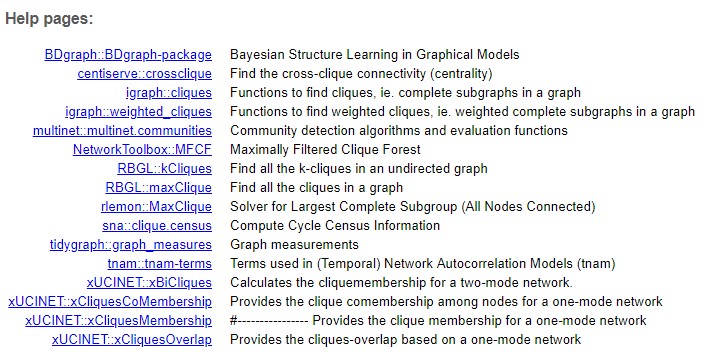 Help pages:
BDgraph::BDgraph-package Bayesian Structure Learning in Graphical Models
centiserve::crossclique Find the cross-clique connectivity (centrality)
igraph::cliques Functions to find cliques, ie. complete subgraphs in a graph
igraph::weighted_cliques Functions to find weighted cliques, ie. weighted complete subgraphs in a graph
multinet::multinet.communities Community detection algorithms and evaluation functions
NetworkToolbox::MFCF Maximally Filtered Clique Forest
RBGL::kCliques Find all the k-cliques in an undirected graph
RBGL::maxClique Find all the cliques in a graph
rlemon::MaxClique Solver for Largest Complete Subgroup (All Nodes Connected)
sna::clique.census Compute Cycle Census Information
tidygraph::graph_measures Graph measurements
tnam::tnam-terms Terms used in (Temporal) Network Autocorrelation Models (tnam)
xUCINET::xBiCliques Calculates the cliquemembership for a two-mode network.
xUCINET::xCliquesCoMembership Provides the clique comembership among nodes for a one-mode network
xUCINET::xCliquesMembership #---------------- Provides the clique membership for a one-mode network
xUCINET::xCliquesOverlap Provides the cliques-overlap based on a one-mode network